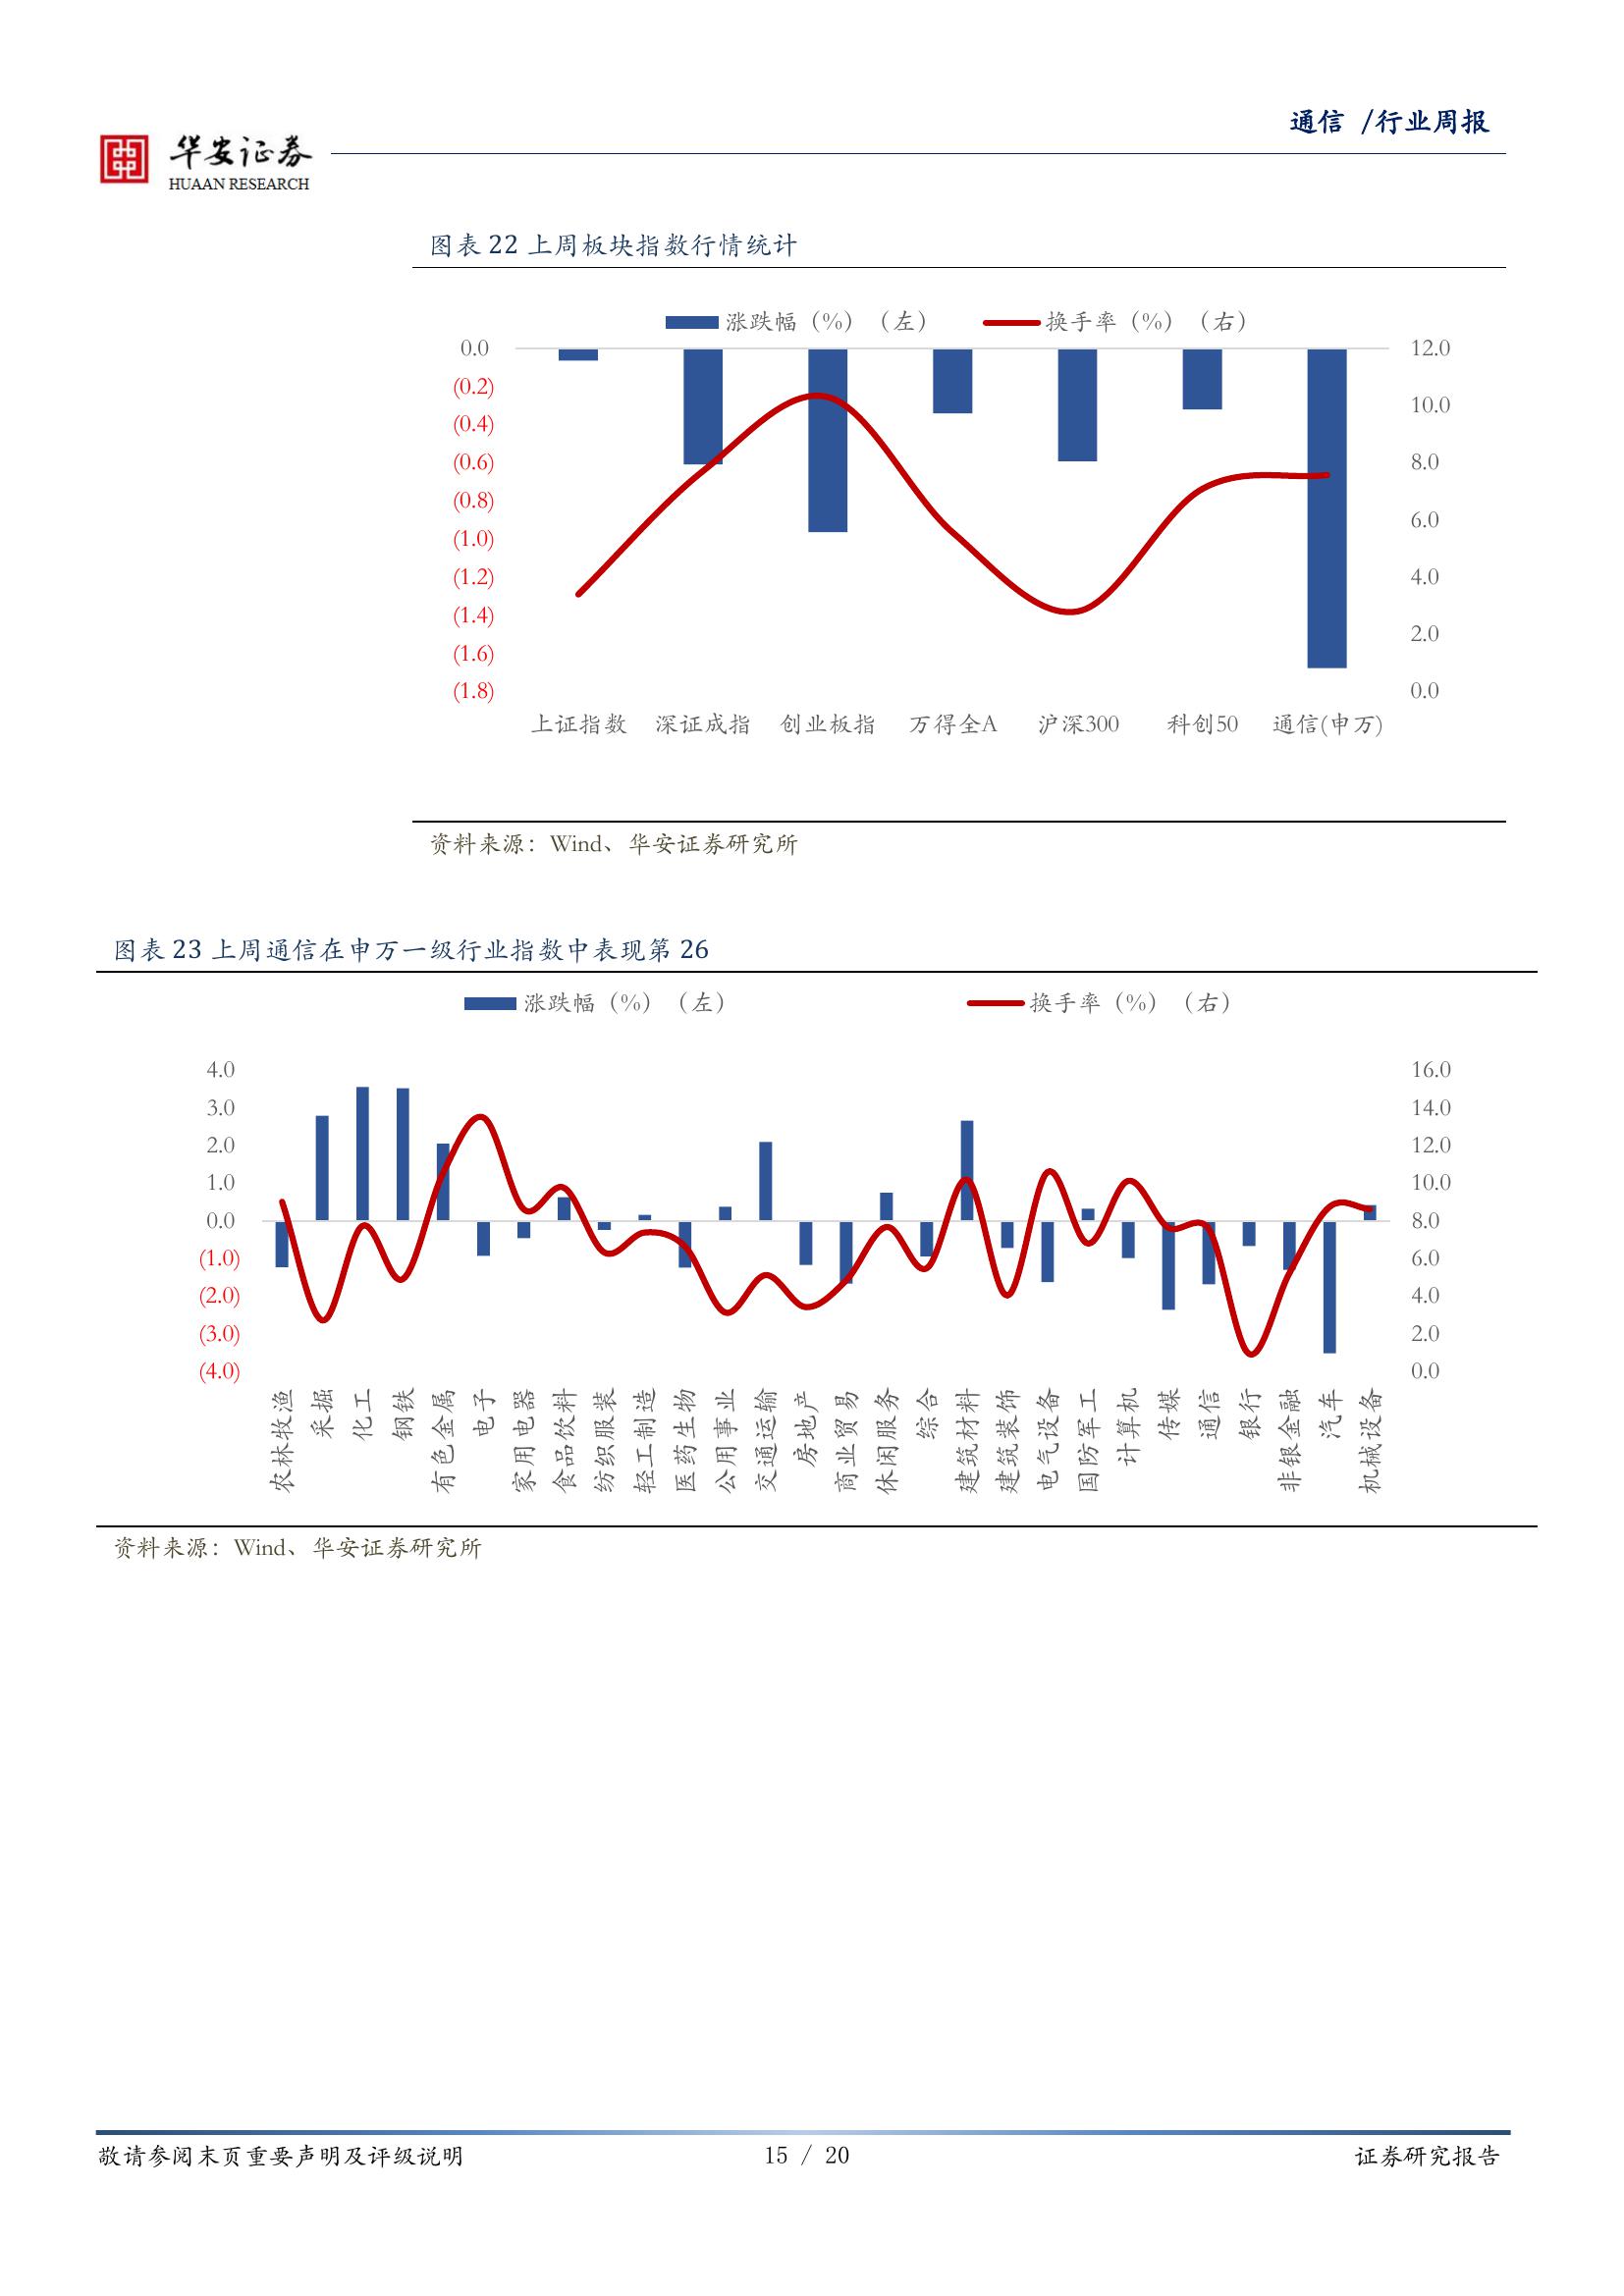 通信 /行业周报
华安证券
HUAAN RESEARCH
图表 22 上周板块指数行情统计
涨跌幅（%）（左） 换手率（%）（右）
0.0 12.0
(0.2)
10.0
(0.4)
(0.6) 8.0
(0.8)
6.0
(1.0)
(1.2) 4.0
(1.4)
2.0
(1.6)
(1.8) 0.0
上证指数 深证成指 创业板指 万得全A 沪深300 科创50 通信(申万)
资料来源：Wind、华安证券研究所
图表 23 上周通信在申万一级行业指数中表现第 26
涨跌幅（%）（左） 换手率（%）（右）
4.0 16.0
3.0 14.0
2.0 12.0
1.0 10.0
0.0 8.0
(1.0) 6.0
(2.0) 4.0
(3.0) 2.0
(4.0) 0.0
农林牧渔
采掘
化工
钢铁
有色金属
电子
家用电器
食品饮料
纺织服装
轻工制造
医药生物
公用事业
交通运输
房地产
商业贸易
休闲服务
综合
建筑材料
建筑装饰
电气设备
国防军工
计算机
传媒
通信
银行
非银金融
汽车
机械设备
资料来源：Wind、华安证券研究所
敬请参阅末页重要声明及评级说明 15 / 20 证券研究报告